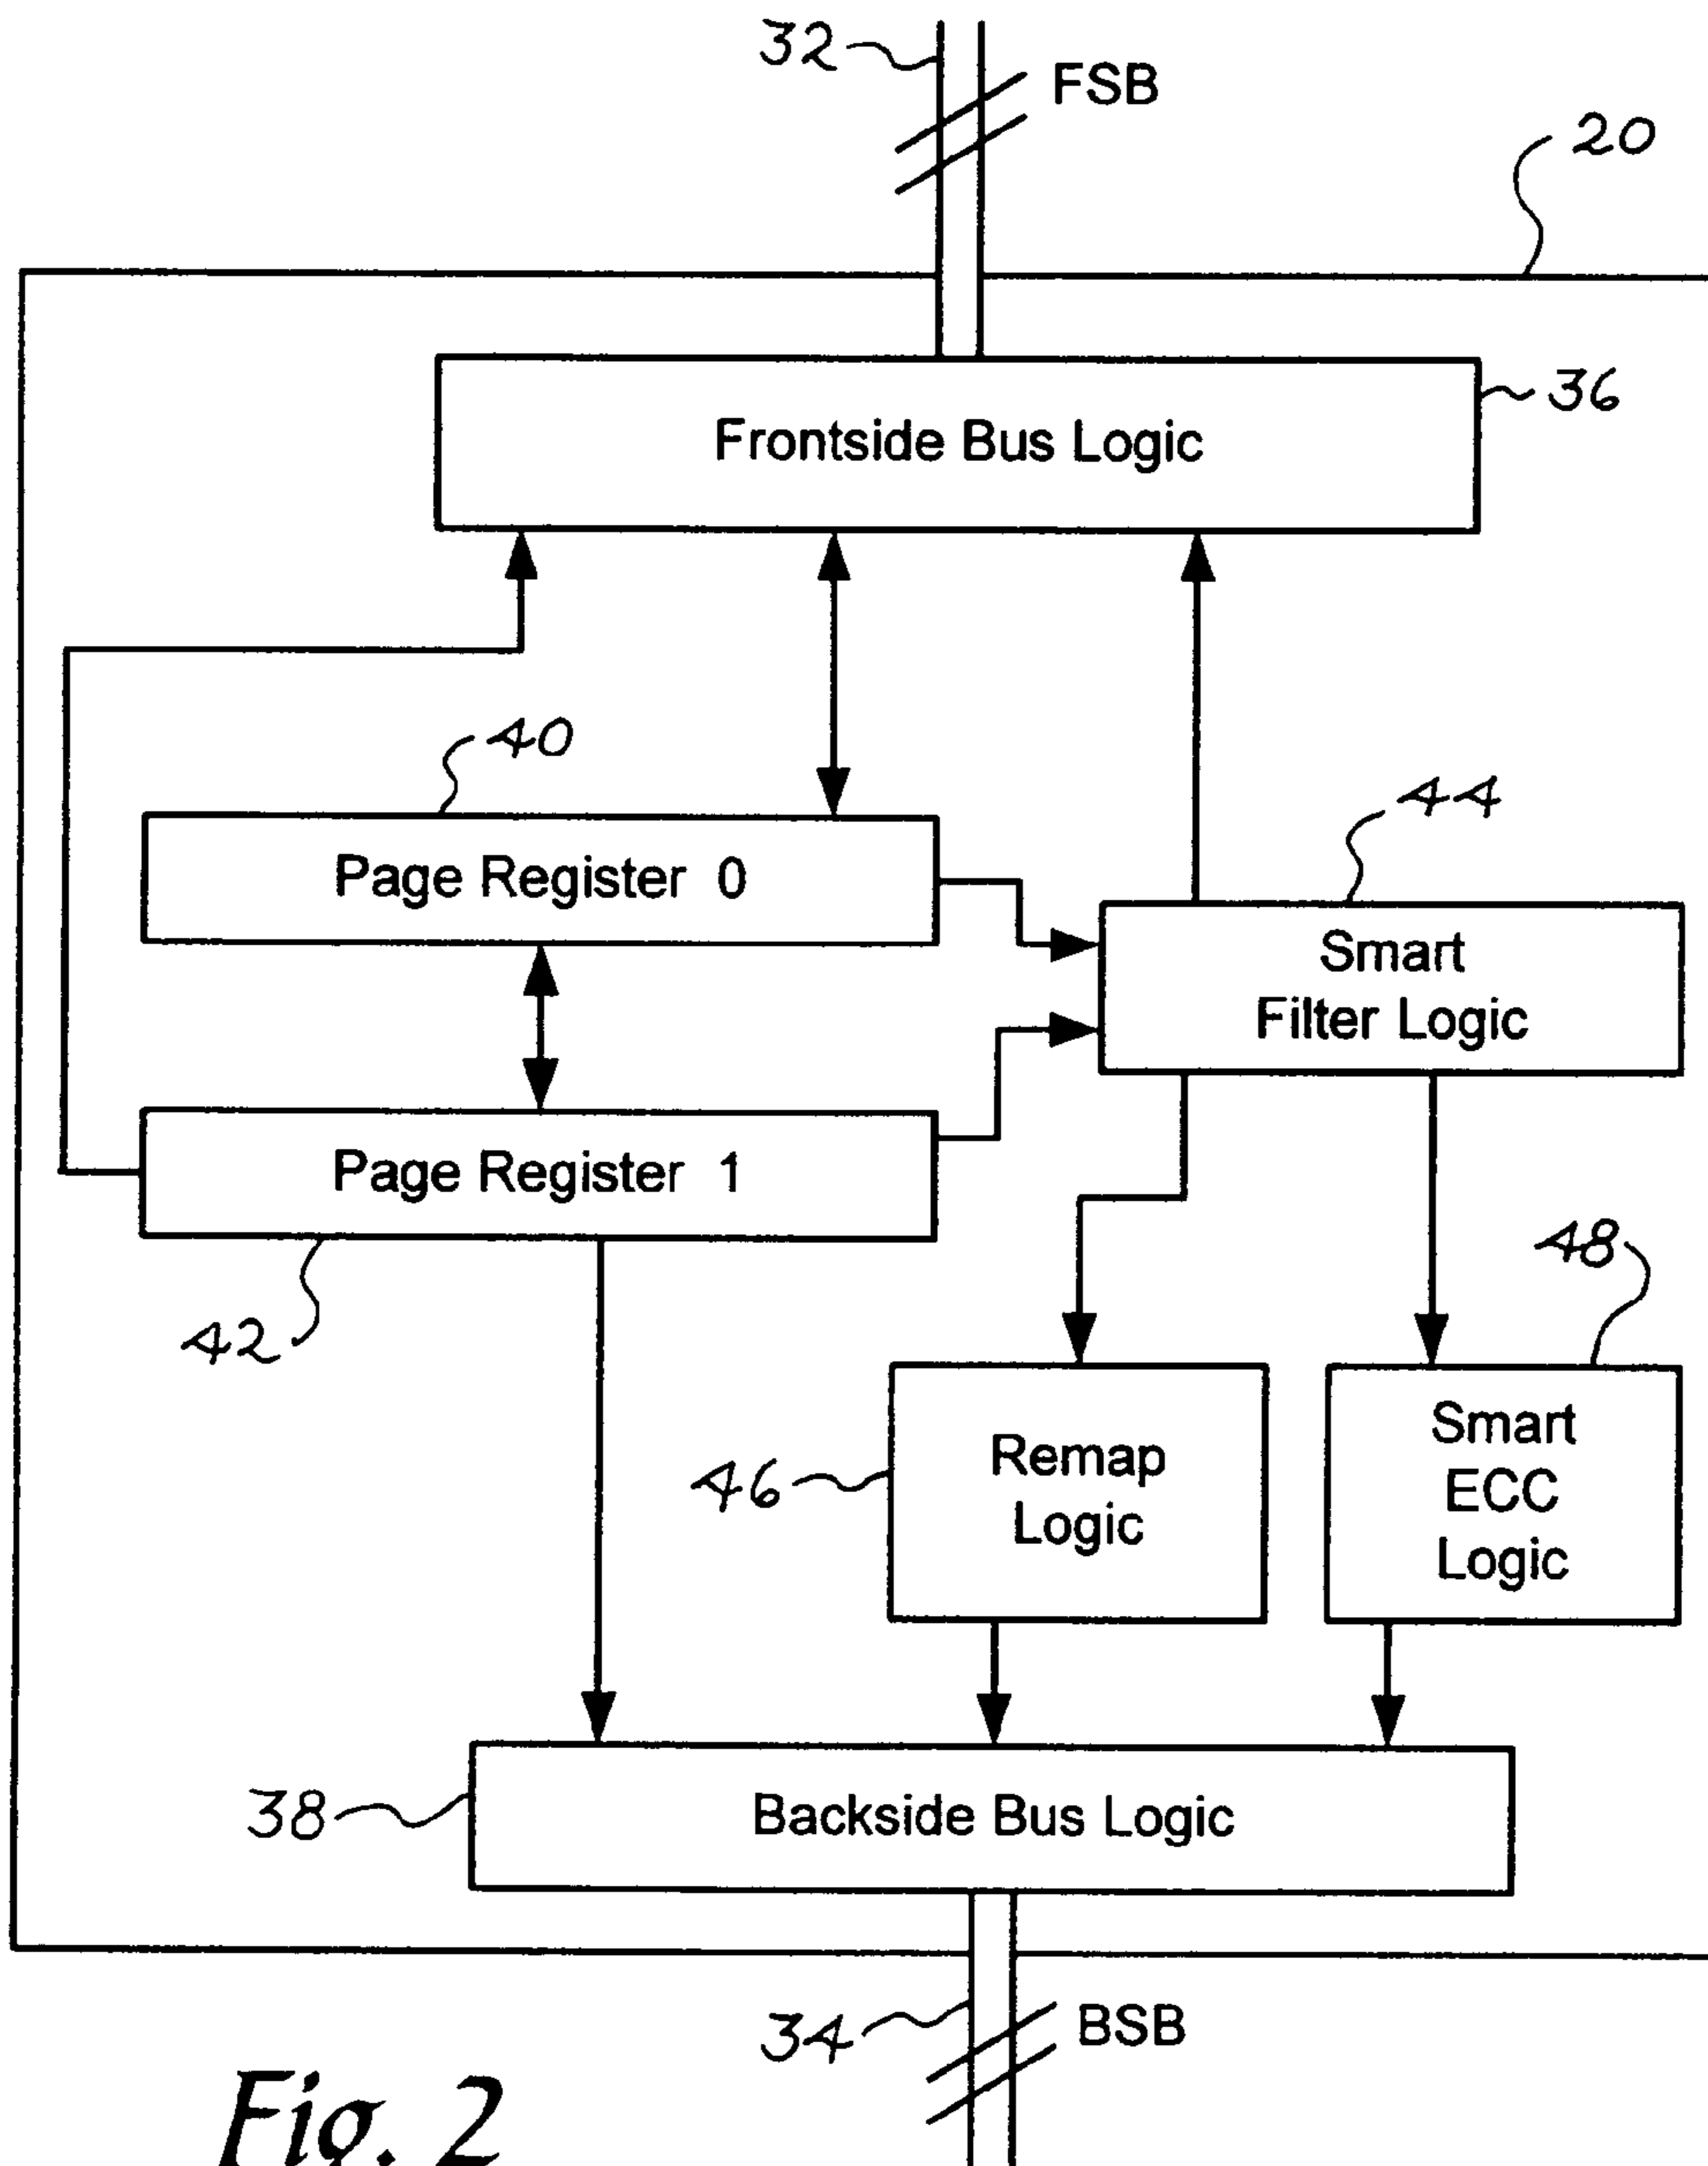 32
FSB
20
Frontside Bus Logic
36
40
44
Page Register 0
Smart
Filter Logic
Page Register 1
48
42
Smart
ECC
Logic
46
Remap
Logic
38
Backside Bus Logic
34
BSB
Fig. 2